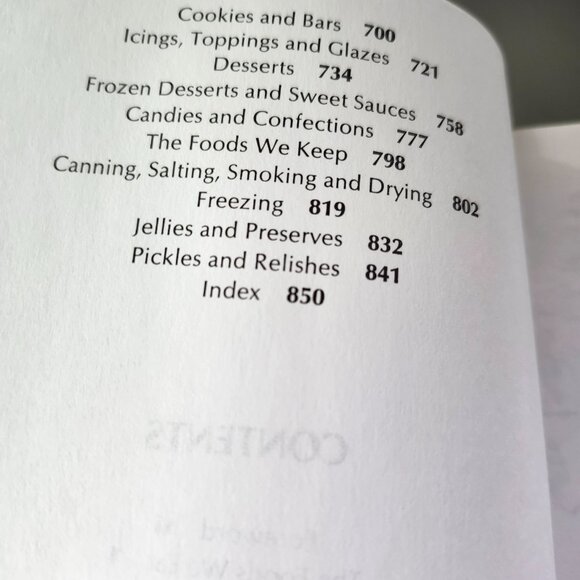 Cookies and Bars 700
Icings, Toppings and Glazes 721
Desserts 734
Frozen Desserts and Sweet Sauces 758
Candies and Confections 777
The Foods We Keep 798
Canning, Salting, Smoking and Drying 802
Freezing 819
Jellies and Preserves 832
Pickles and Relishes 841
Index 850
CONTENTS
Foreword